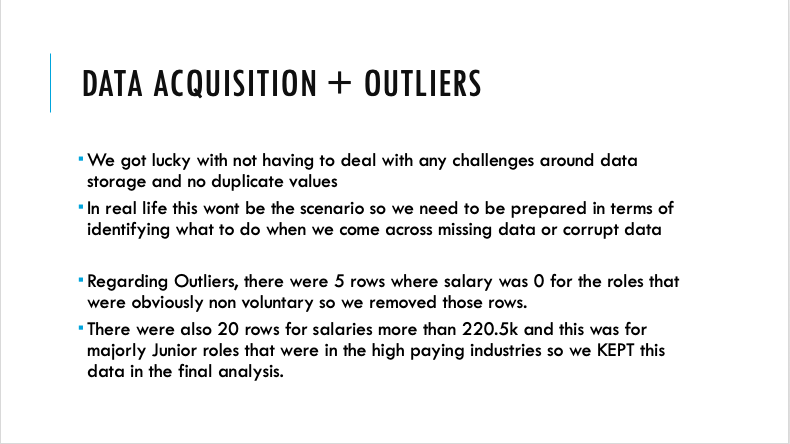 DATA ACQUISITION + OUTLIERS
▪We got lucky with not having to deal with any challenges around data
storage and no duplicate values
▪In real life this wont be the scenario so we need to be prepared in terms of
identifying what to do when we come across missing data or corrupt data
▪Regarding Outliers, there were 5 rows where salary was 0 for the roles that
were obviously non voluntary so we removed those rows.
▪There were also 20 rows for salaries more than 220.5k and this was for
majorly Junior roles that were in the high paying industries so we KEPT this
data in the final analysis.